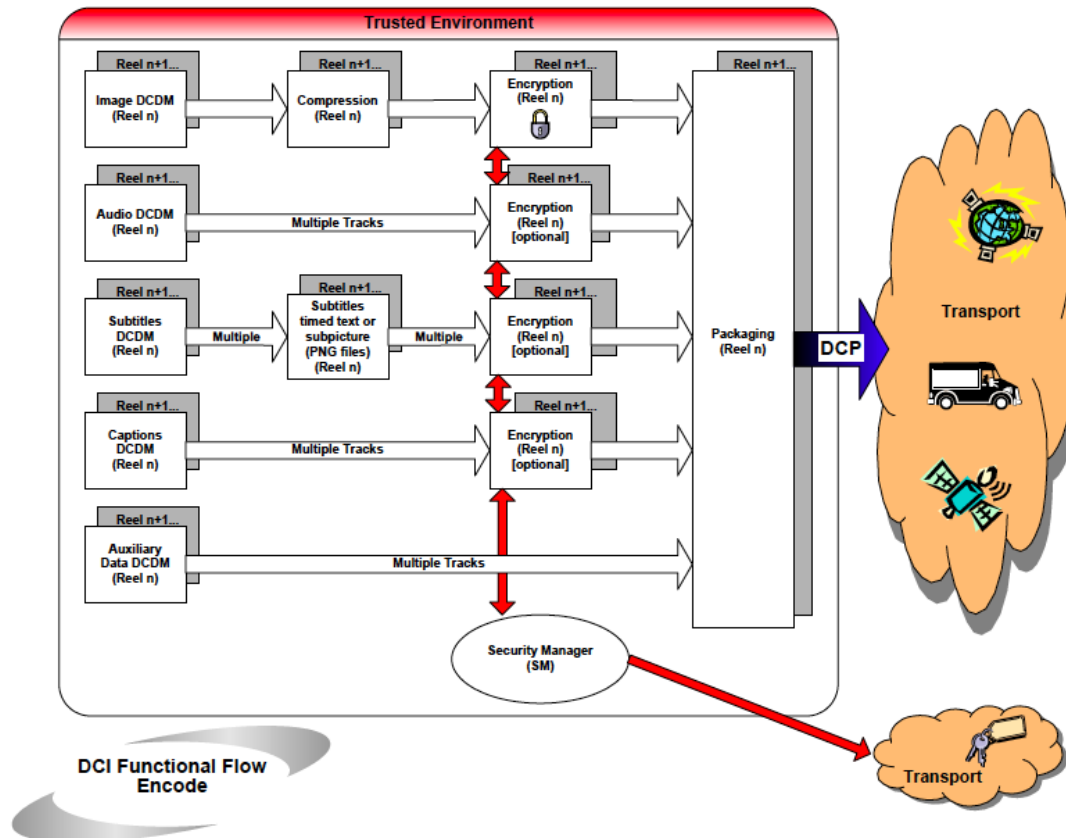 Trusted Environment
Reel n+1...
Image DCDM
(Reel n)
Reel n+1...
Compression
(Reel n)
Reel n+1...
Encryption
(Reel n)
Reel n+1...
Packaging
(Reel n)
Reel n+1...
Audio DCDM
(Reel n)
Multiple Tracks
Reel n+1...
Encryption
(Reel n)
[optional]
Reel n+1...
Subtitles
DCDM
(Reel n)
Multiple
Reel n+1...
Subtitles
timed text or
subpicture
(PNG files)
(Reel n)
Multiple
Reel n+1...
Encryption
(Reel n)
[optional]
DCP
Transport
Reel n+1...
Captions
DCDM
(Reel n)
Multiple Tracks
Reel n+1...
Encryption
(Reel n)
[optional]
Reel n+1...
Auxiliary
Data DCDM
(Reel n)
Multiple Tracks
Security Manager
(SM)
Transport
DCI Functional Flow
Encode